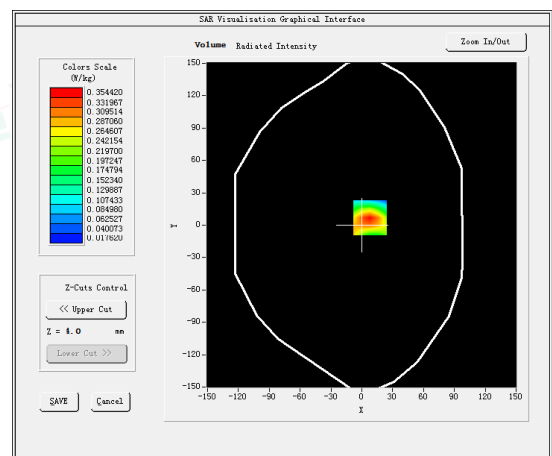 SAR Visualisation Graphical Interface
Volume Radiated Intensity
Zoom In/Out
Colors Scale
(W/kg)
0.354420
0.331967
0.309514
0.287060
0.264607
0.242154
0.219700
0.197247
0.174794
0.152340
0.129887
0.107433
0.084980
0.062527
0.040073
0.017620
Z-Cuts Control
<< Upper Cut
Z = 4.0 mm
Lower Cut >>
SAVE Cancel
150
120
90
60
30
0
-30
-60
-90
-120
-150
Y
-150 -120 -90 -60 -30 0 30 60 90 120 150
X